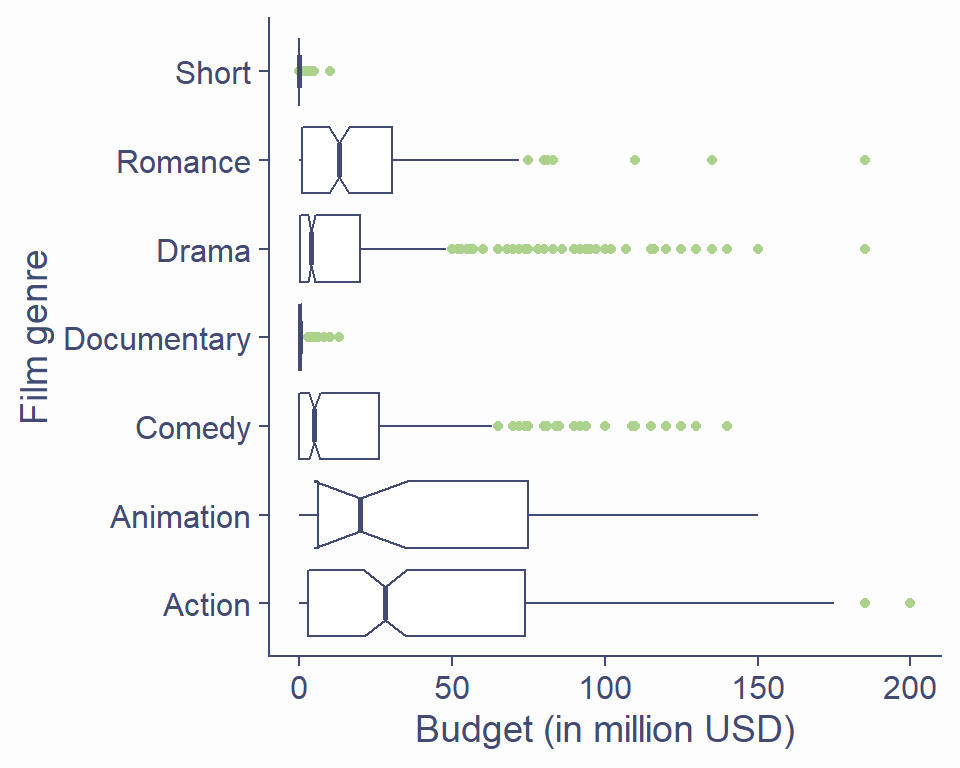 Film genre
Short
Romance
Drama
Documentary
Comedy
Animation
Action
0 50 100 150 200
Budget (in million USD)